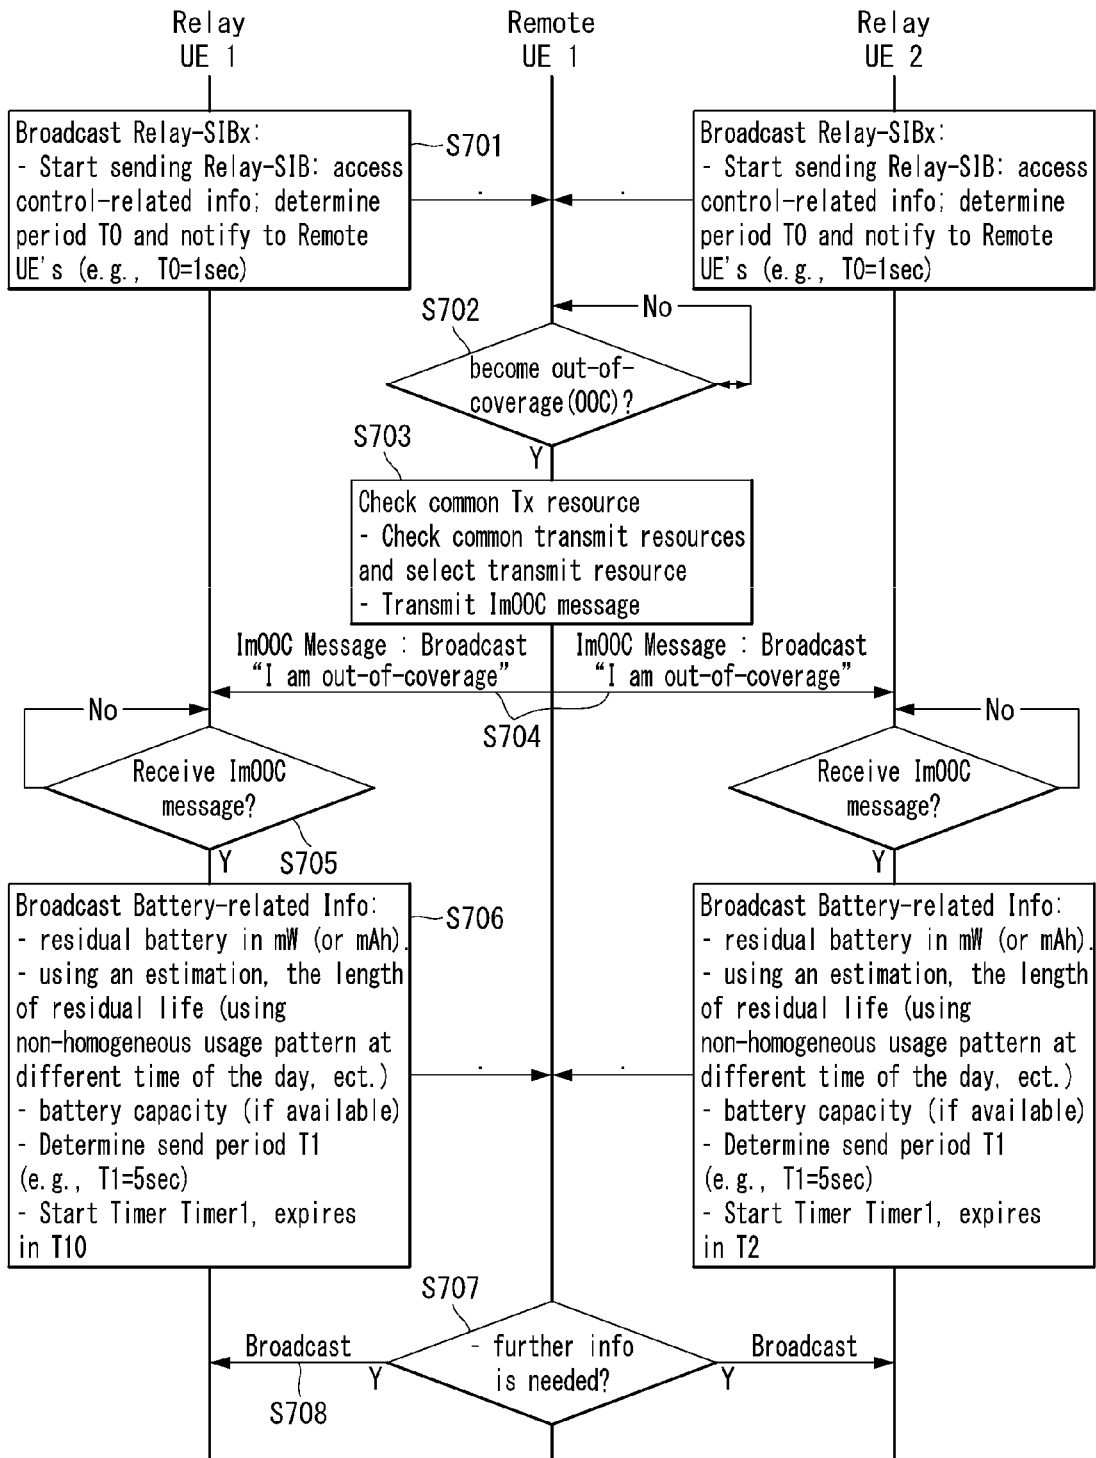 Relay
UE 1
Remote
UE 1
Relay
UE 2
Broadcast Relay-SIBx:
- Start sending Relay-SIB: access
control-related info; determine
period T0 and notify to Remote
UE's (e.g., T0=1sec)
S701
Broadcast Relay-SIBx:
- Start sending Relay-SIB: access
control-related info; determine
period T0 and notify to Remote
UE's (e.g., T0=1sec)
S702
No
become out-of-
coverage(OOC)?
S703
Y
Check common Tx resource
- Check common transmit resources
and select transmit resource
- Transmit ImOOC message
ImOOC Message : Broadcast
“I am out-of-coverage”
ImOOC Message : Broadcast
“I am out-of-coverage”
S704
No
Receive ImOOC
message?
Y
S705
No
Receive ImOOC
message?
Y
Broadcast Battery-related Info:
- residual battery in mW (or mAh).
- using an estimation, the length
of residual life (using
non-homogeneous usage pattern at
different time of the day, ect.)
- battery capacity (if available)
- Determine send period T1
(e.g., T1=5sec)
- Start Timer Timer1, expires
in T10
S706
Broadcast Battery-related Info:
- residual battery in mW (or mAh).
- using an estimation, the length
of residual life (using
non-homogeneous usage pattern at
different time of the day, ect.)
- battery capacity (if available)
- Determine send period T1
(e.g., T1=5sec)
- Start Timer Timer1, expires
in T2
S707
- further info
is needed?
Broadcast
Y
S708
Broadcast
Y